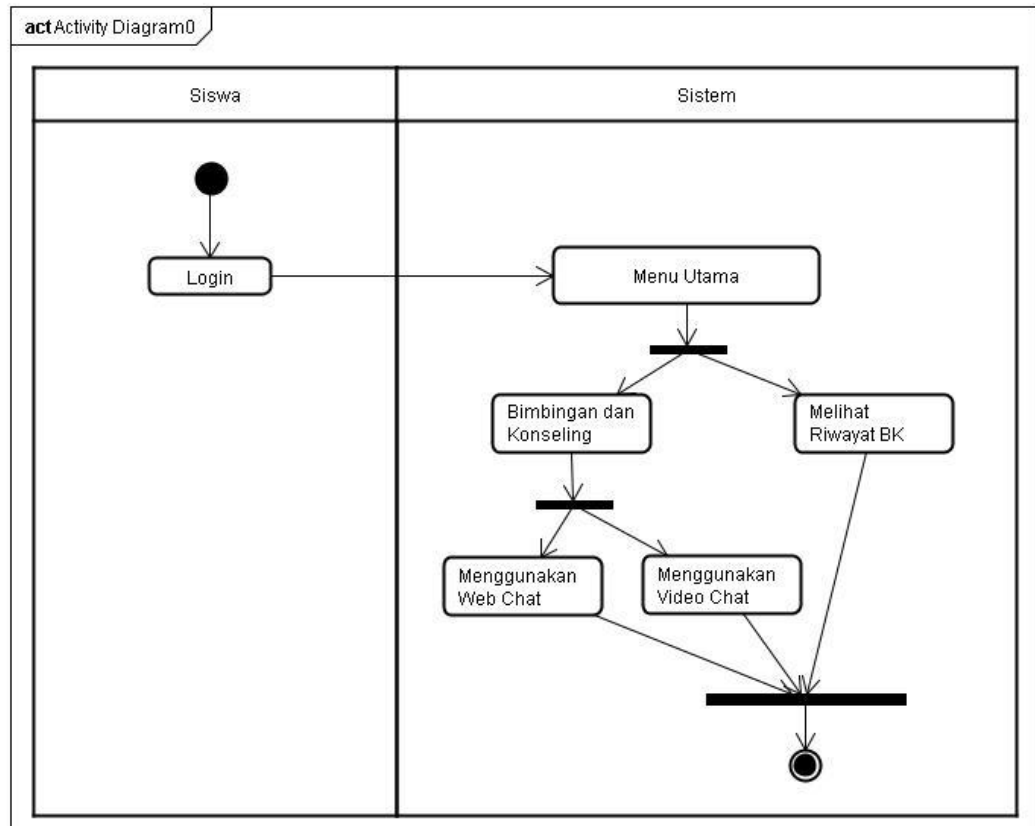 act Activity Diagram0
Siswa
Sistem
Login
Menu Utama
Bimbingan dan
Konseling
Melihat
Riwayat BK
Menggunakan
Web Chat
Menggunakan
Video Chat